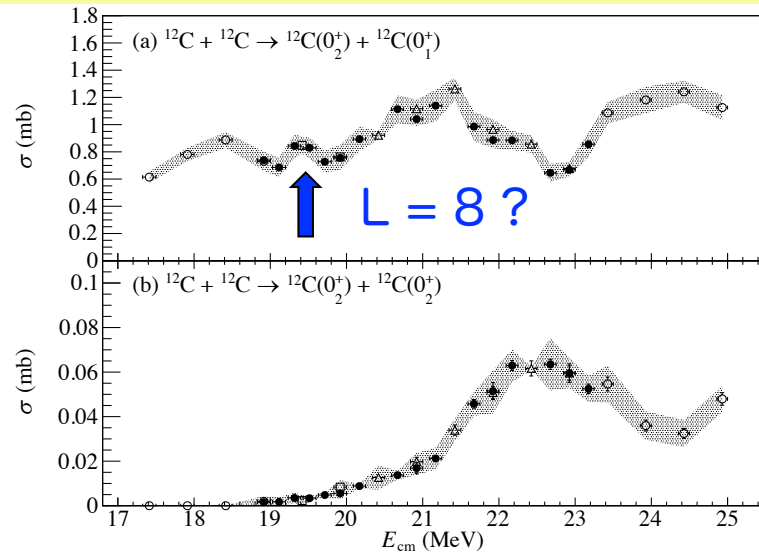 1.8
(a) ¹²C + ¹²C → ¹²C(0₂⁺) + ¹²C(0₁⁺)
1.6
1.4
1.2
1
0.8
0.6
0.4
0.2
0
σ (mb)
L = 8 ?
(b) ¹²C + ¹²C → ¹²C(0₂⁺) + ¹²C(0₂⁺)
0.1
0.08
0.06
0.04
0.02
0
σ (mb)
17 18 19 20 21 22 23 24 25
E_cm (MeV)